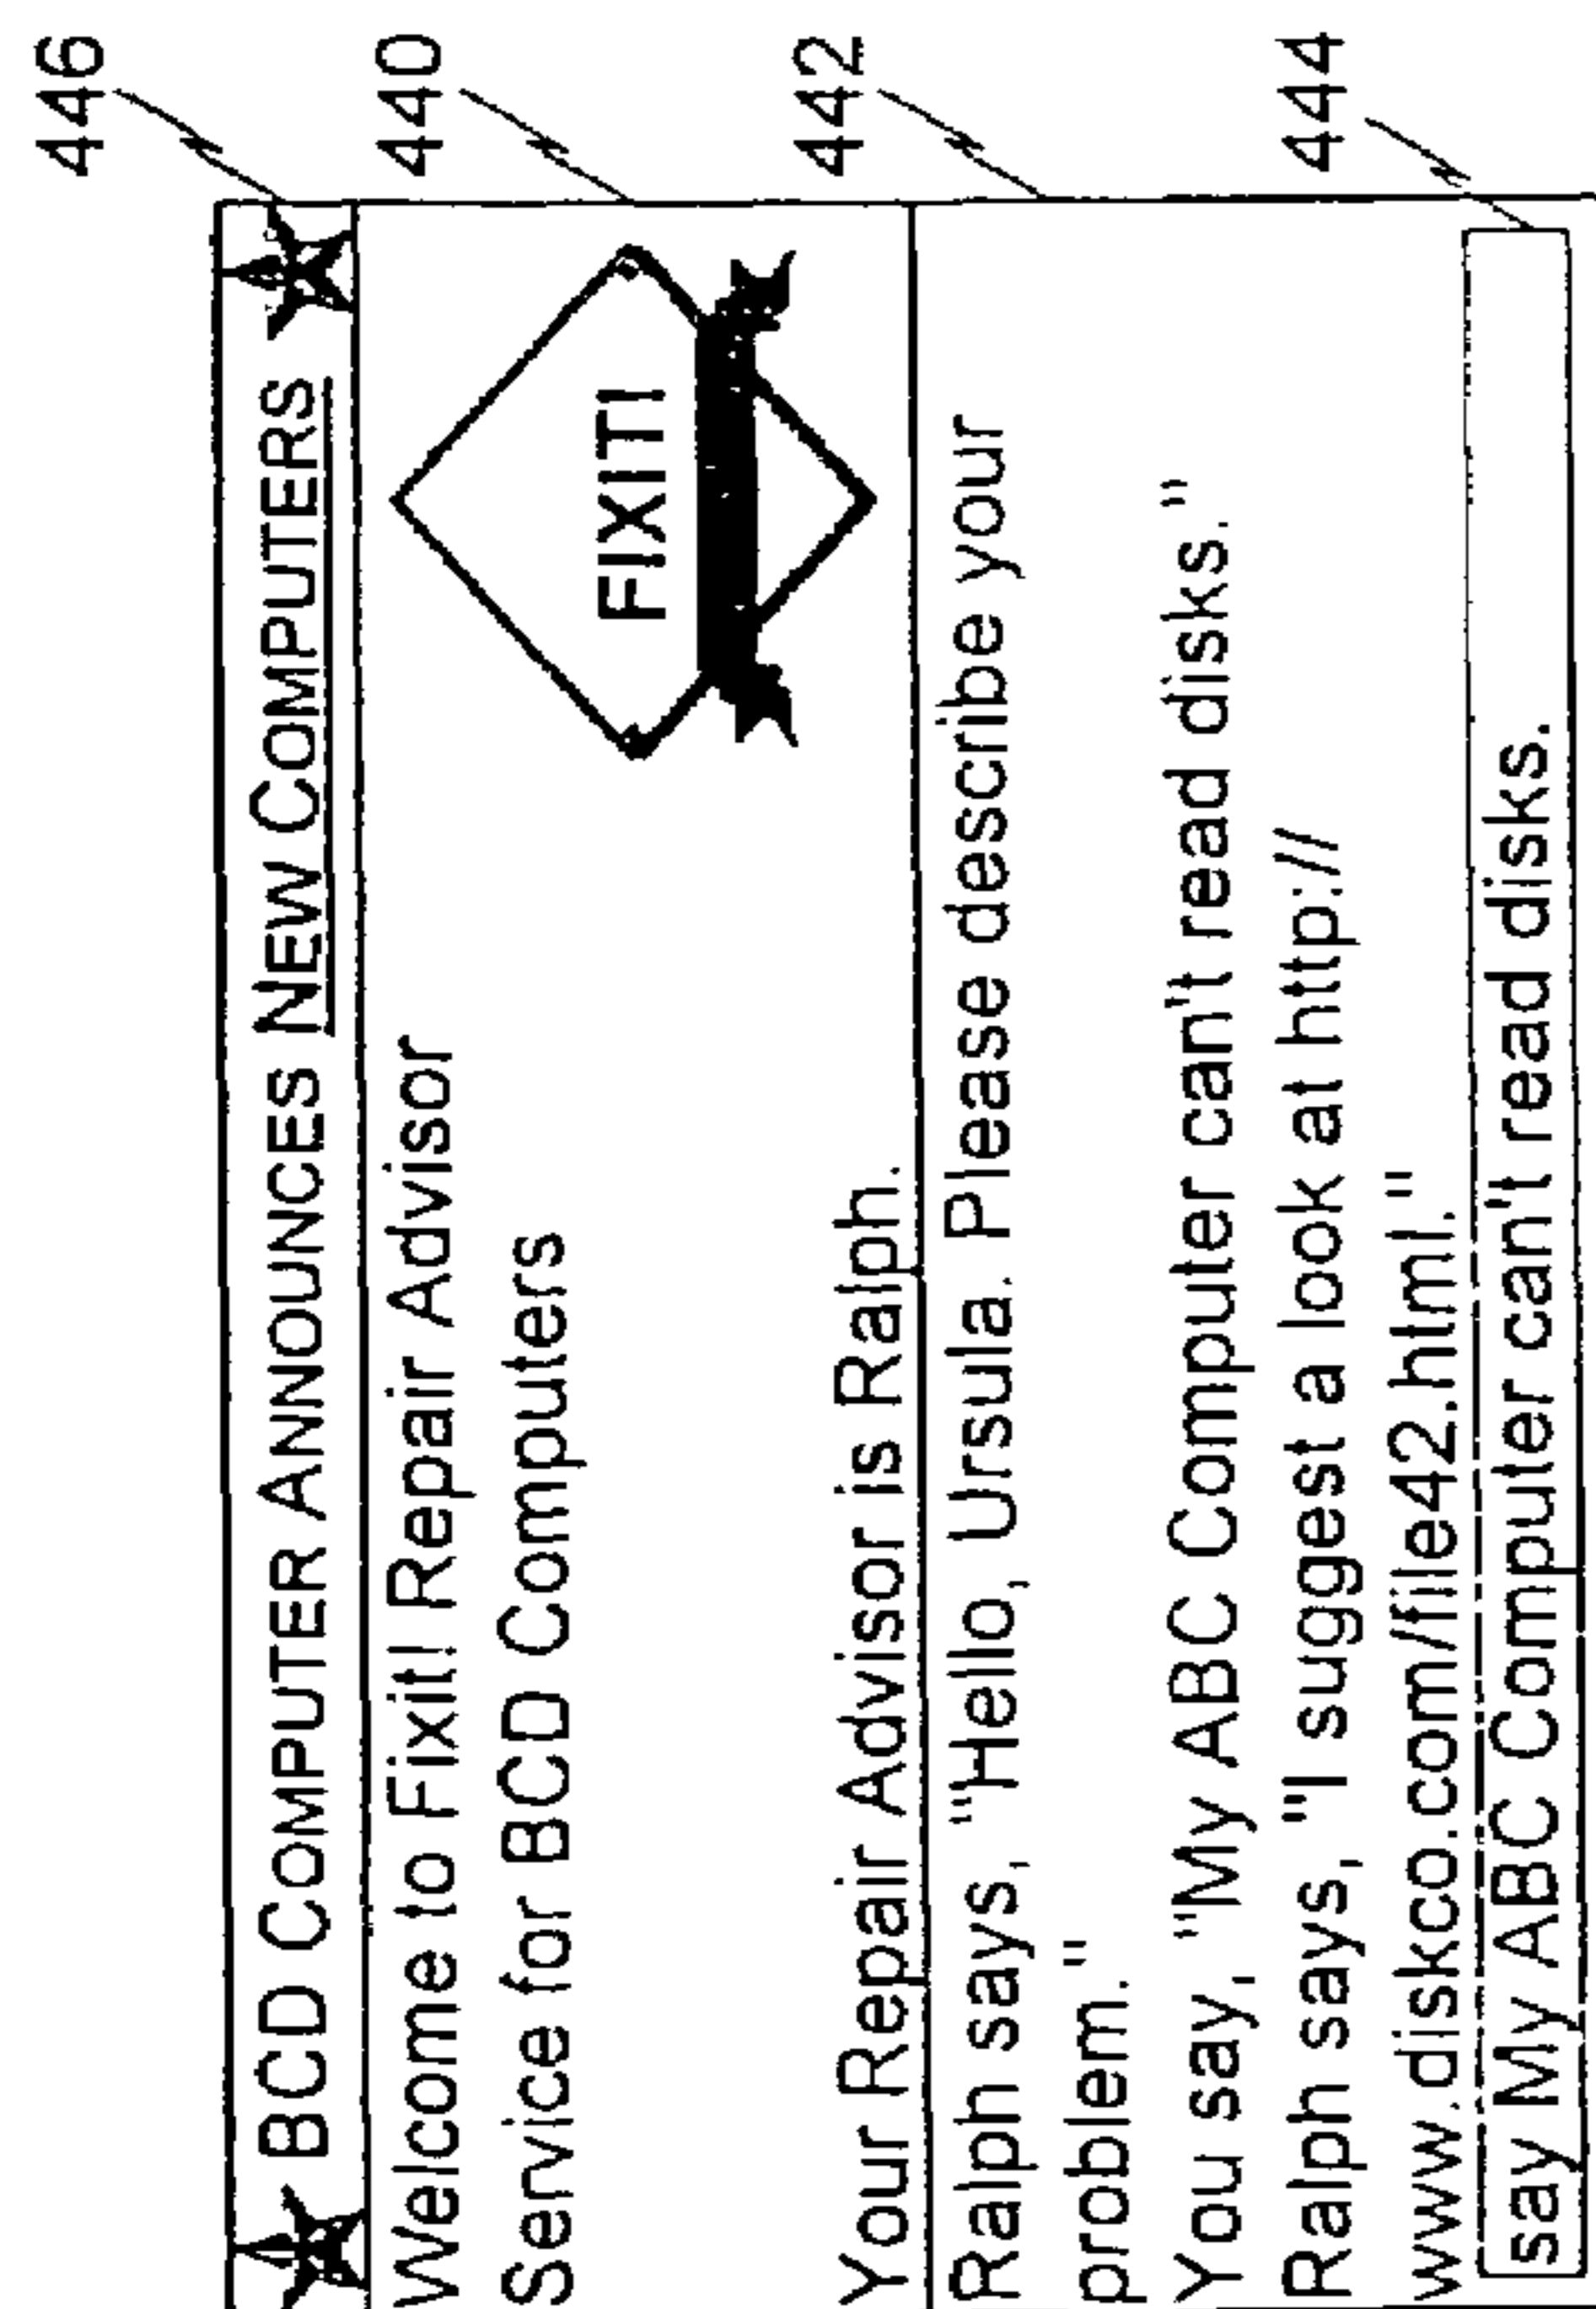 446
★ BCD COMPUTER ANNOUNCES NEW COMPUTERS ★
440
Welcome to Fixit! Repair Advisor
Service for BCD Computers
FIXIT!
Your Repair Advisor is Ralph.
442
Ralph says, "Hello, Ursula. Please describe your
problem."
You say, "My ABC Computer can't read disks."
Ralph says, "I suggest a look at http://
www.diskco.com/file42.html."
444
say My ABC Computer can't read disks.